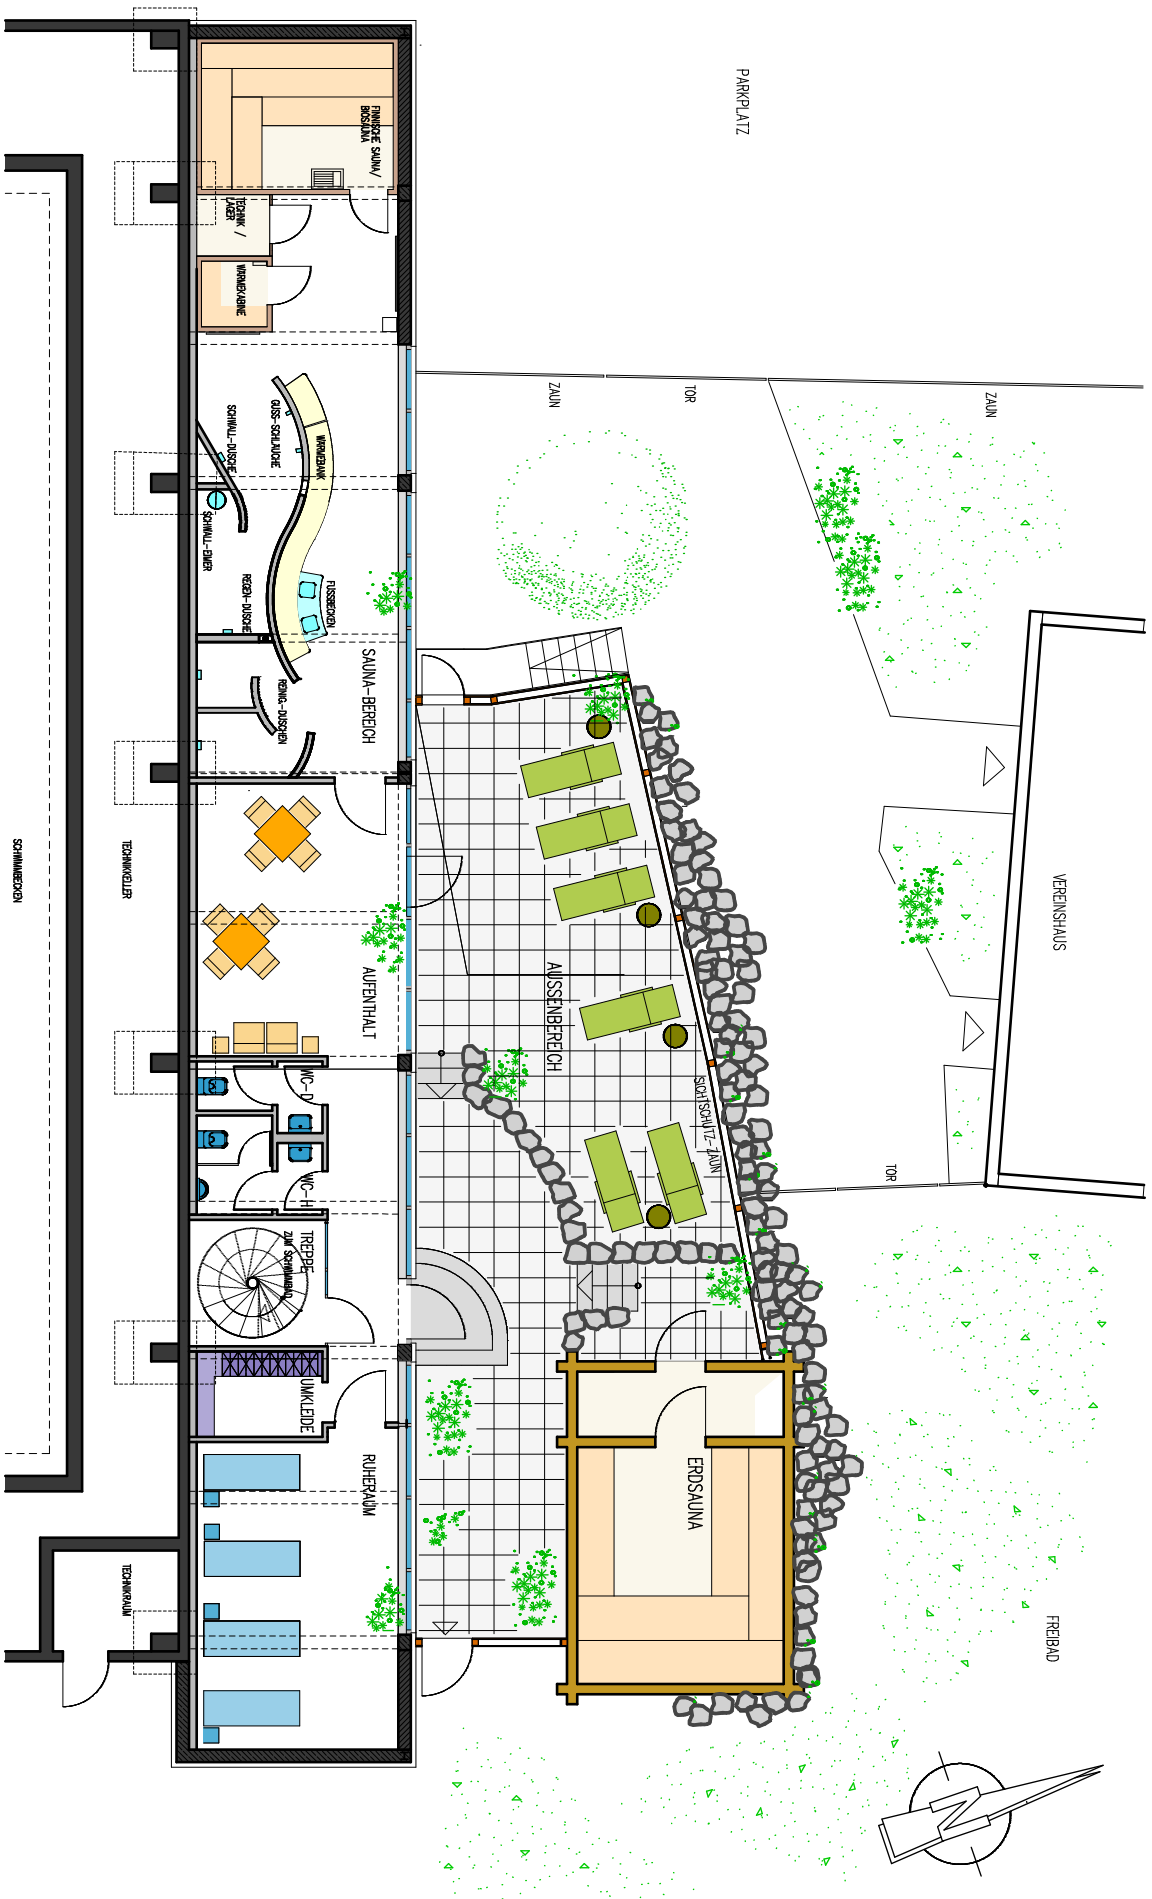 PARKPLATZ
FINNISCHE SAUNA/
BIOSAUNA
TECHNIK /
LAGER
WÄRMEKABINE
ZAUN
TOR
ZAUN
GUSS-SCHLÄUCHE
SCHWALL-DUSCHE
WÄRMEBANK
SCHWALL-EIMER
REGEN-DUSCHE
FUSSBECKEN
SAUNA-BEREICH
REINIG.-DUSCHEN
SCHWIMMBECKEN
TECHNIKKELLER
AUFENTHALT
AUSSENBEREICH
SICHTSCHUTZ-ZAUN
VEREINSHAUS
TOR
WC-D
WC-H
TREPPE
ZUM SCHWIMMBAD
UMKLEIDE
RUHERAUM
ERDSAUNA
TECHNIKRAUM
FREIBAD
N